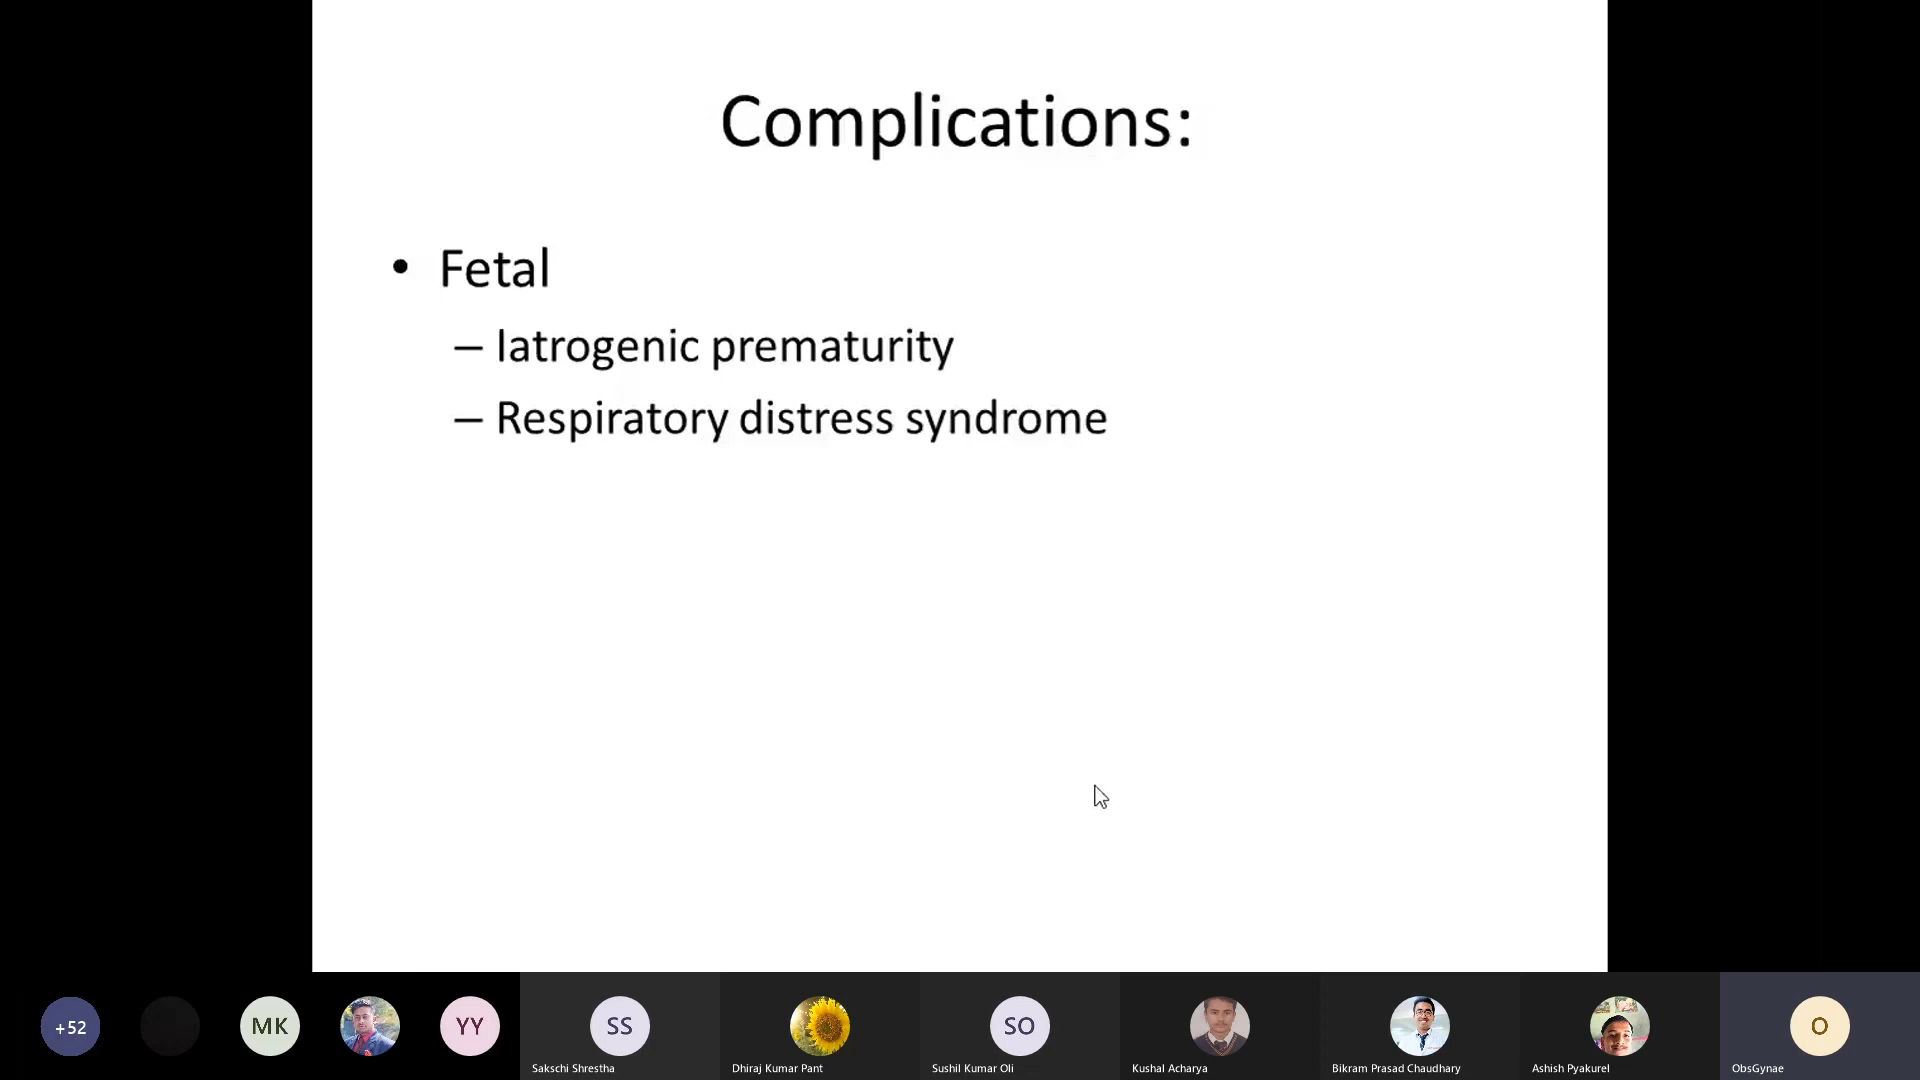 Complications:
• Fetal
– Iatrogenic prematurity
– Respiratory distress syndrome
+52
MK
YY
SS
SO
O
Sakschi Shrestha
Dhiraj Kumar Pant
Sushil Kumar Oli
Kushal Acharya
Bikram Prasad Chaudhary
Ashish Pyakurel
ObsGynae